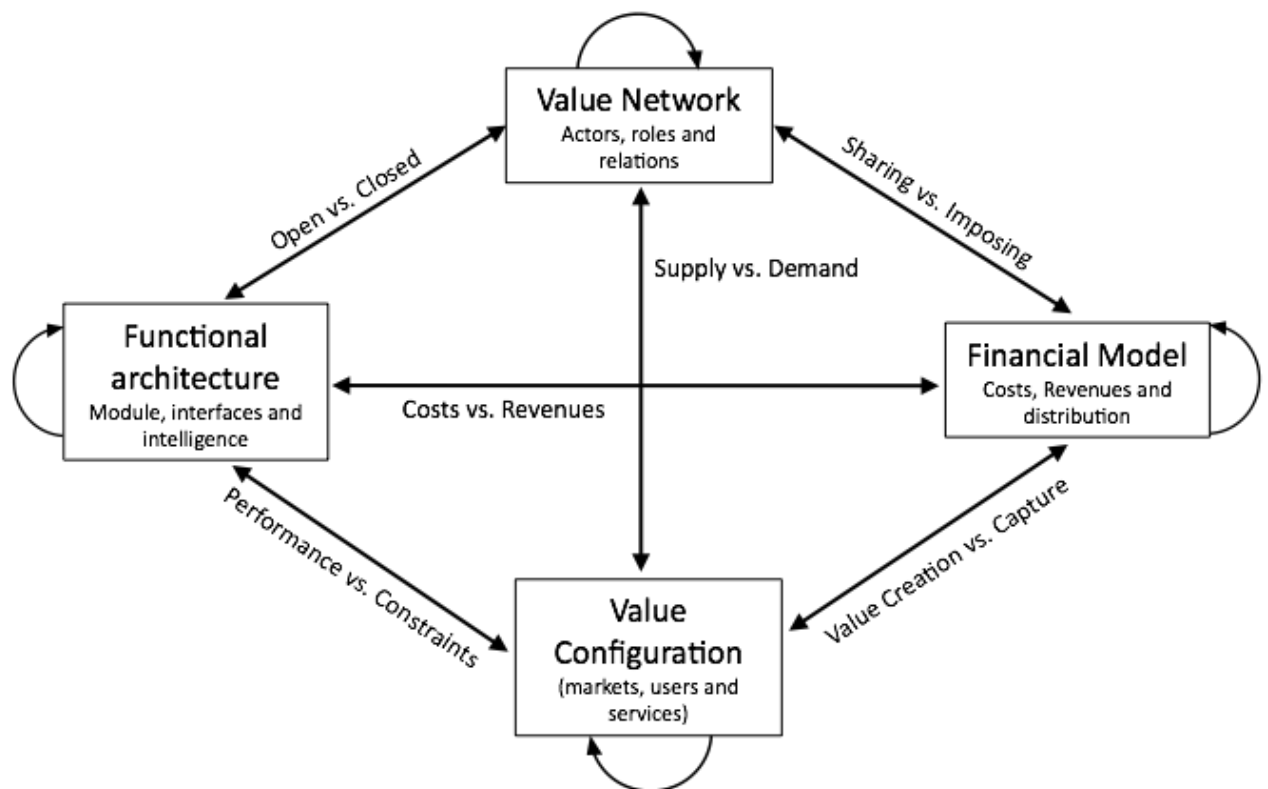 Value Network
Actors, roles and
relations
Open vs. Closed
Sharing vs. Imposing
Supply vs. Demand
Functional
architecture
Module, interfaces and
intelligence
Financial Model
Costs, Revenues and
distribution
Costs vs. Revenues
Performance vs. Constraints
Value Creation vs. Capture
Value
Configuration
(markets, users and
services)